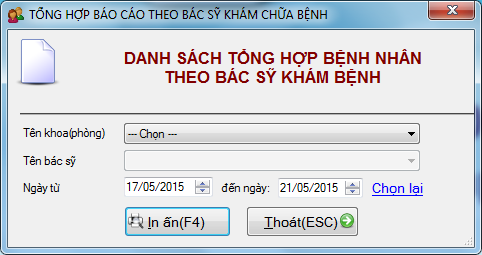 TỔNG HỢP BÁO CÁO THEO BÁC SỸ KHÁM CHỮA BỆNH
DANH SÁCH TỔNG HỢP BỆNH NHÂN
THEO BÁC SỸ KHÁM BỆNH
Tên khoa(phòng) --- Chọn ---
Tên bác sỹ
Ngày từ 17/05/2015 đến ngày: 21/05/2015 Chọn lại
In ấn(F4) Thoát(ESC)